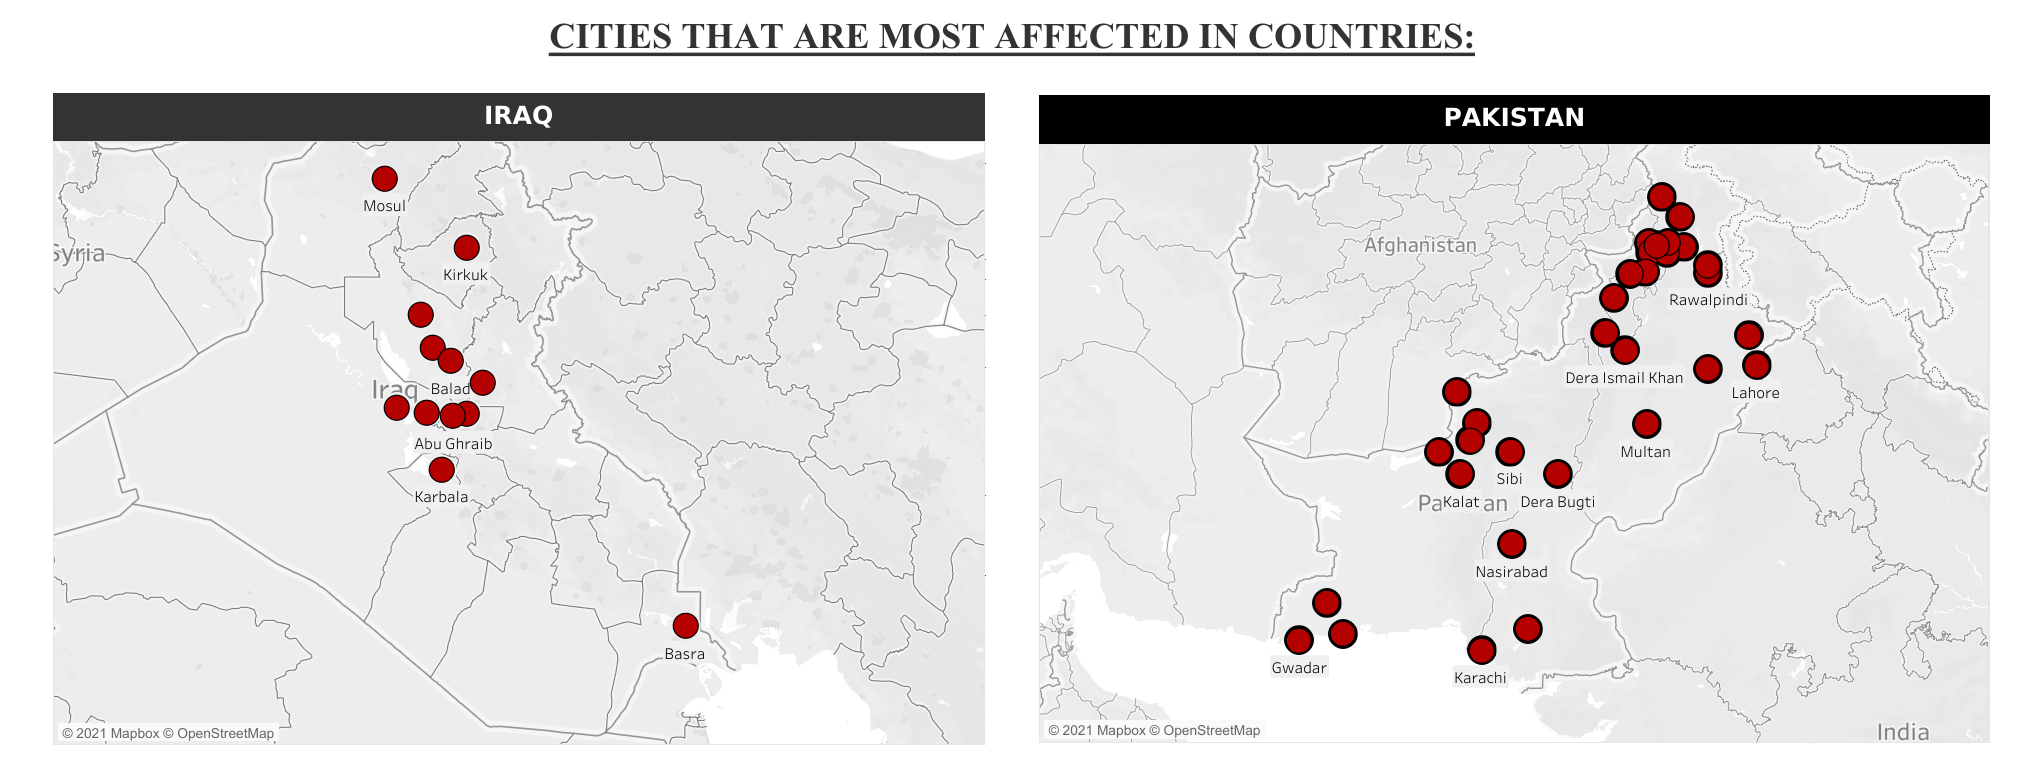 CITIES THAT ARE MOST AFFECTED IN COUNTRIES:
IRAQ
Mosul
Syria
Kirkuk
Iraq
Balad
Abu Ghraib
Karbala
Basra
© 2021 Mapbox © OpenStreetMap
PAKISTAN
Afghanistan
Rawalpindi
Dera Ismail Khan
Lahore
Multan
Sibi
Pa Kalat an
Dera Bugti
Nasirabad
Gwadar
Karachi
India
© 2021 Mapbox © OpenStreetMap